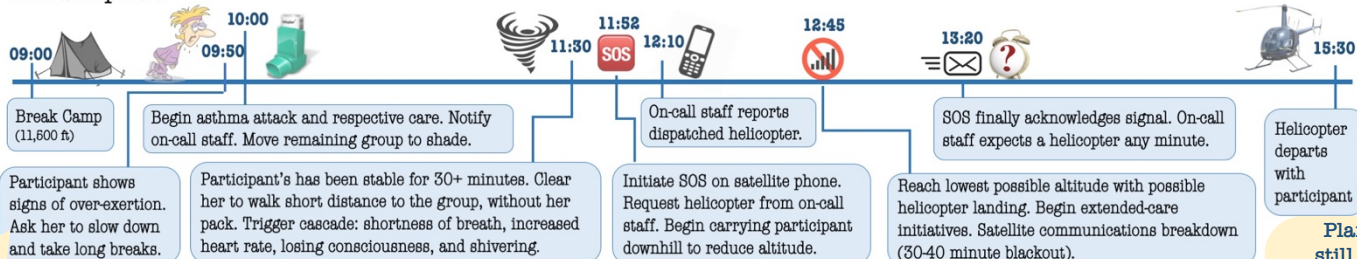 09:00
09:50
10:00
11:30
11:52
SOS
12:10
12:45
13:20
?
15:30
Break Camp
(11,500 ft)
Participant shows
signs of over-exertion.
Ask her to slow down
and take long breaks.
Begin asthma attack and respective care. Notify
on-call staff. Move remaining group to shade.
Participant's has been stable for 30+ minutes. Clear
her to walk short distance to the group, without her
pack. Trigger cascade: shortness of breath, increased
heart rate, losing consciousness, and shivering.
Initiate SOS on satellite phone.
Request helicopter from on-call
staff. Begin carrying participant
downhill to reduce altitude.
On-call staff reports
dispatched helicopter.
Reach lowest possible altitude with possible
helicopter landing. Begin extended-care
initiatives. Satellite communications breakdown
(30-40 minute blackout).
SOS finally acknowledges signal. On-call
staff expects a helicopter any minute.
Helicopter
departs
with
participant
still